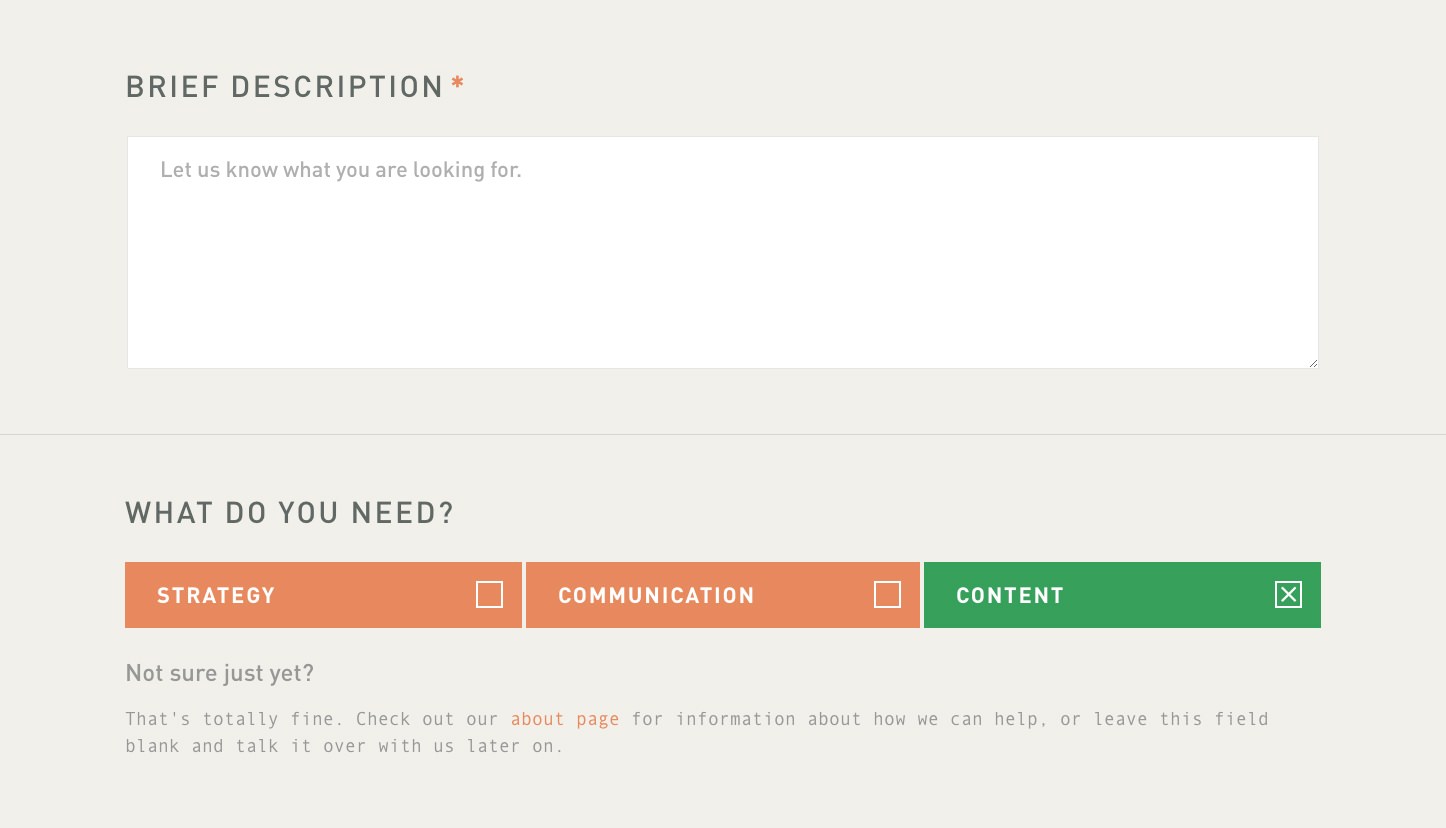 BRIEF DESCRIPTION *
Let us know what you are looking for.
WHAT DO YOU NEED?
STRATEGY
COMMUNICATION
CONTENT
Not sure just yet?
That's totally fine. Check out our about page for information about how we can help, or leave this field
blank and talk it over with us later on.